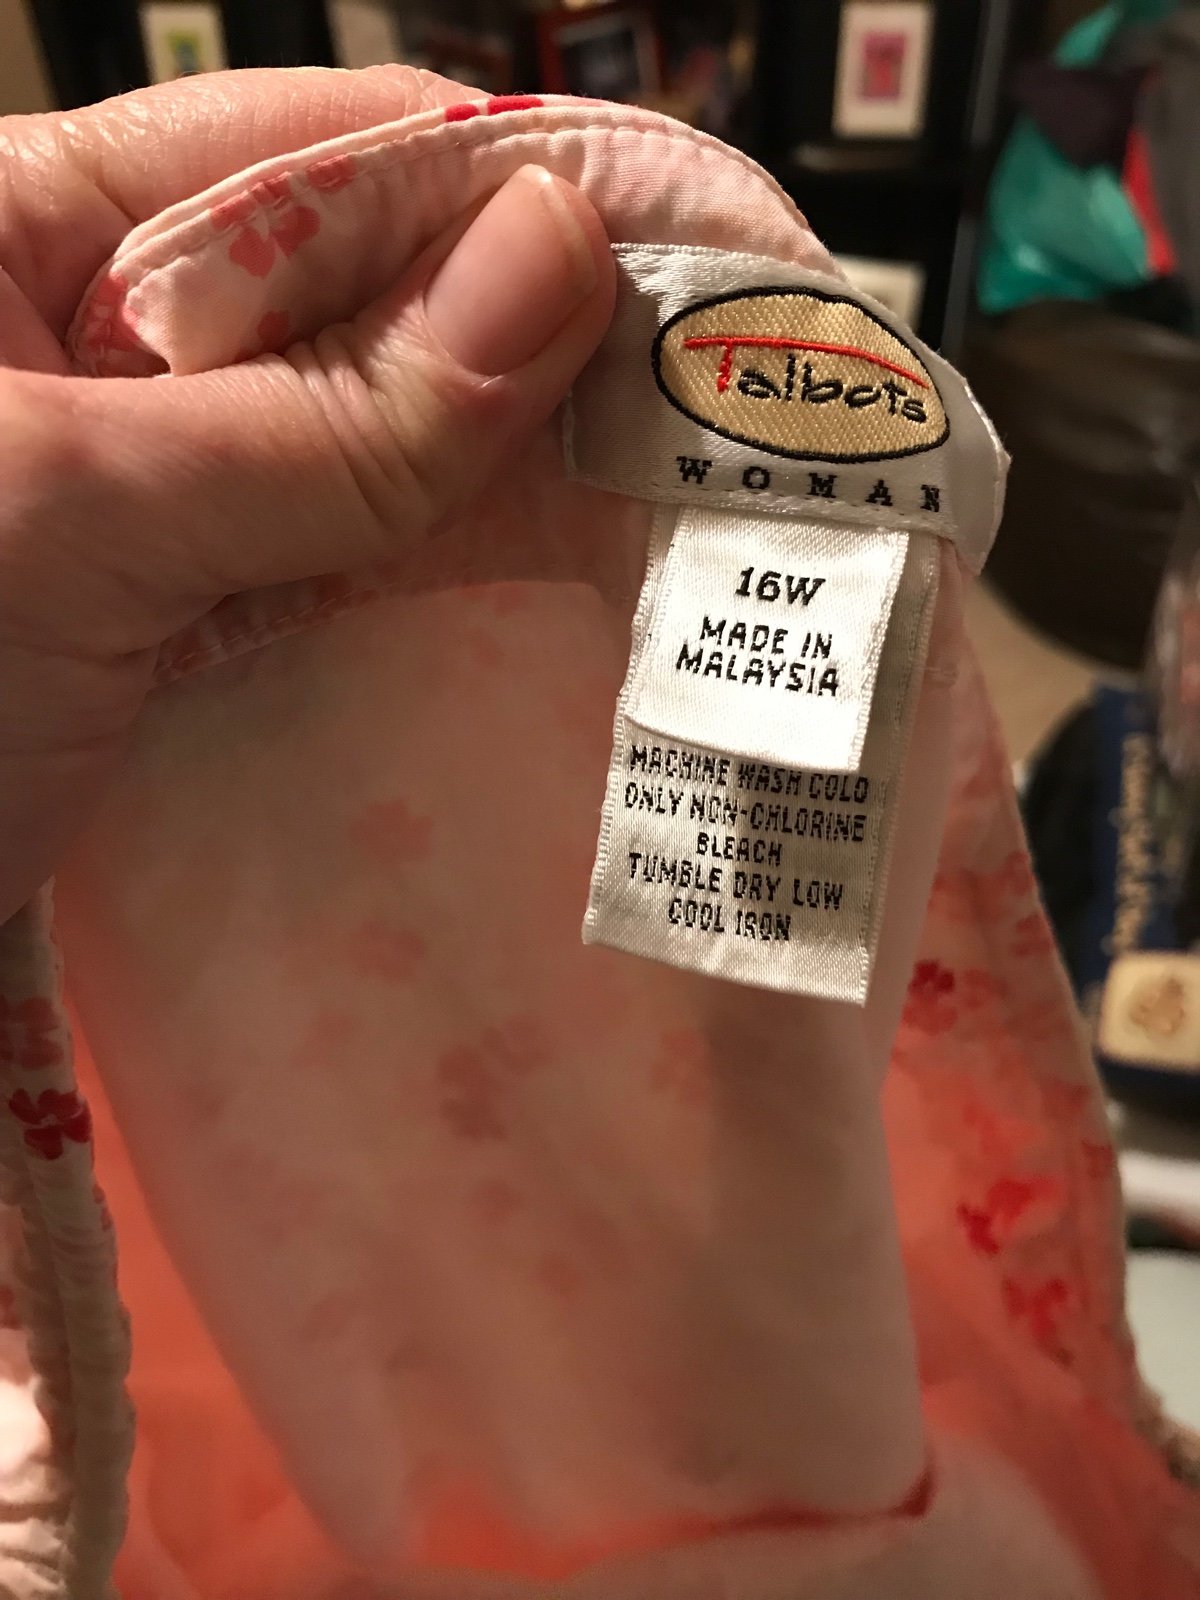 Talbots
WOMAN
16W
MADE IN
MALAYSIA
MACHINE WASH COLD
ONLY NON-CHLORINE
BLEACH
TUMBLE DRY LOW
COOL IRON